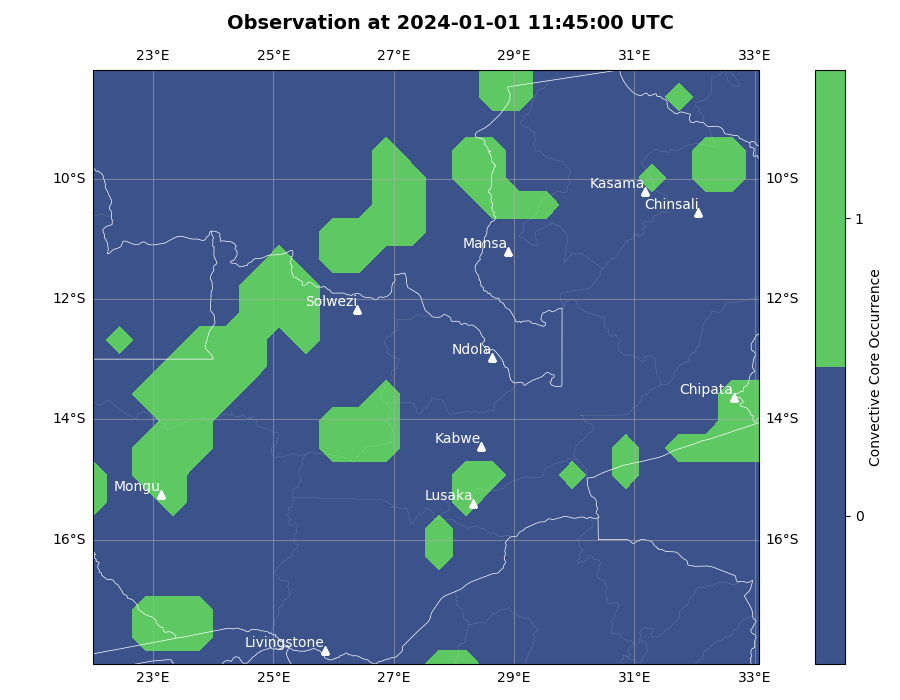 Observation at 2024-01-01 11:45:00 UTC
23°E 25°E 27°E 29°E 31°E 33°E
10°S 10°S
Kasama
Chinsali
Mansa
1
12°S 12°S
Solwezi
Ndola
Chipata
14°S 14°S
Kabwe
Mongu
Lusaka
0
16°S 16°S
Livingstone
23°E 25°E 27°E 29°E 31°E 33°E
Convective Core Occurrence